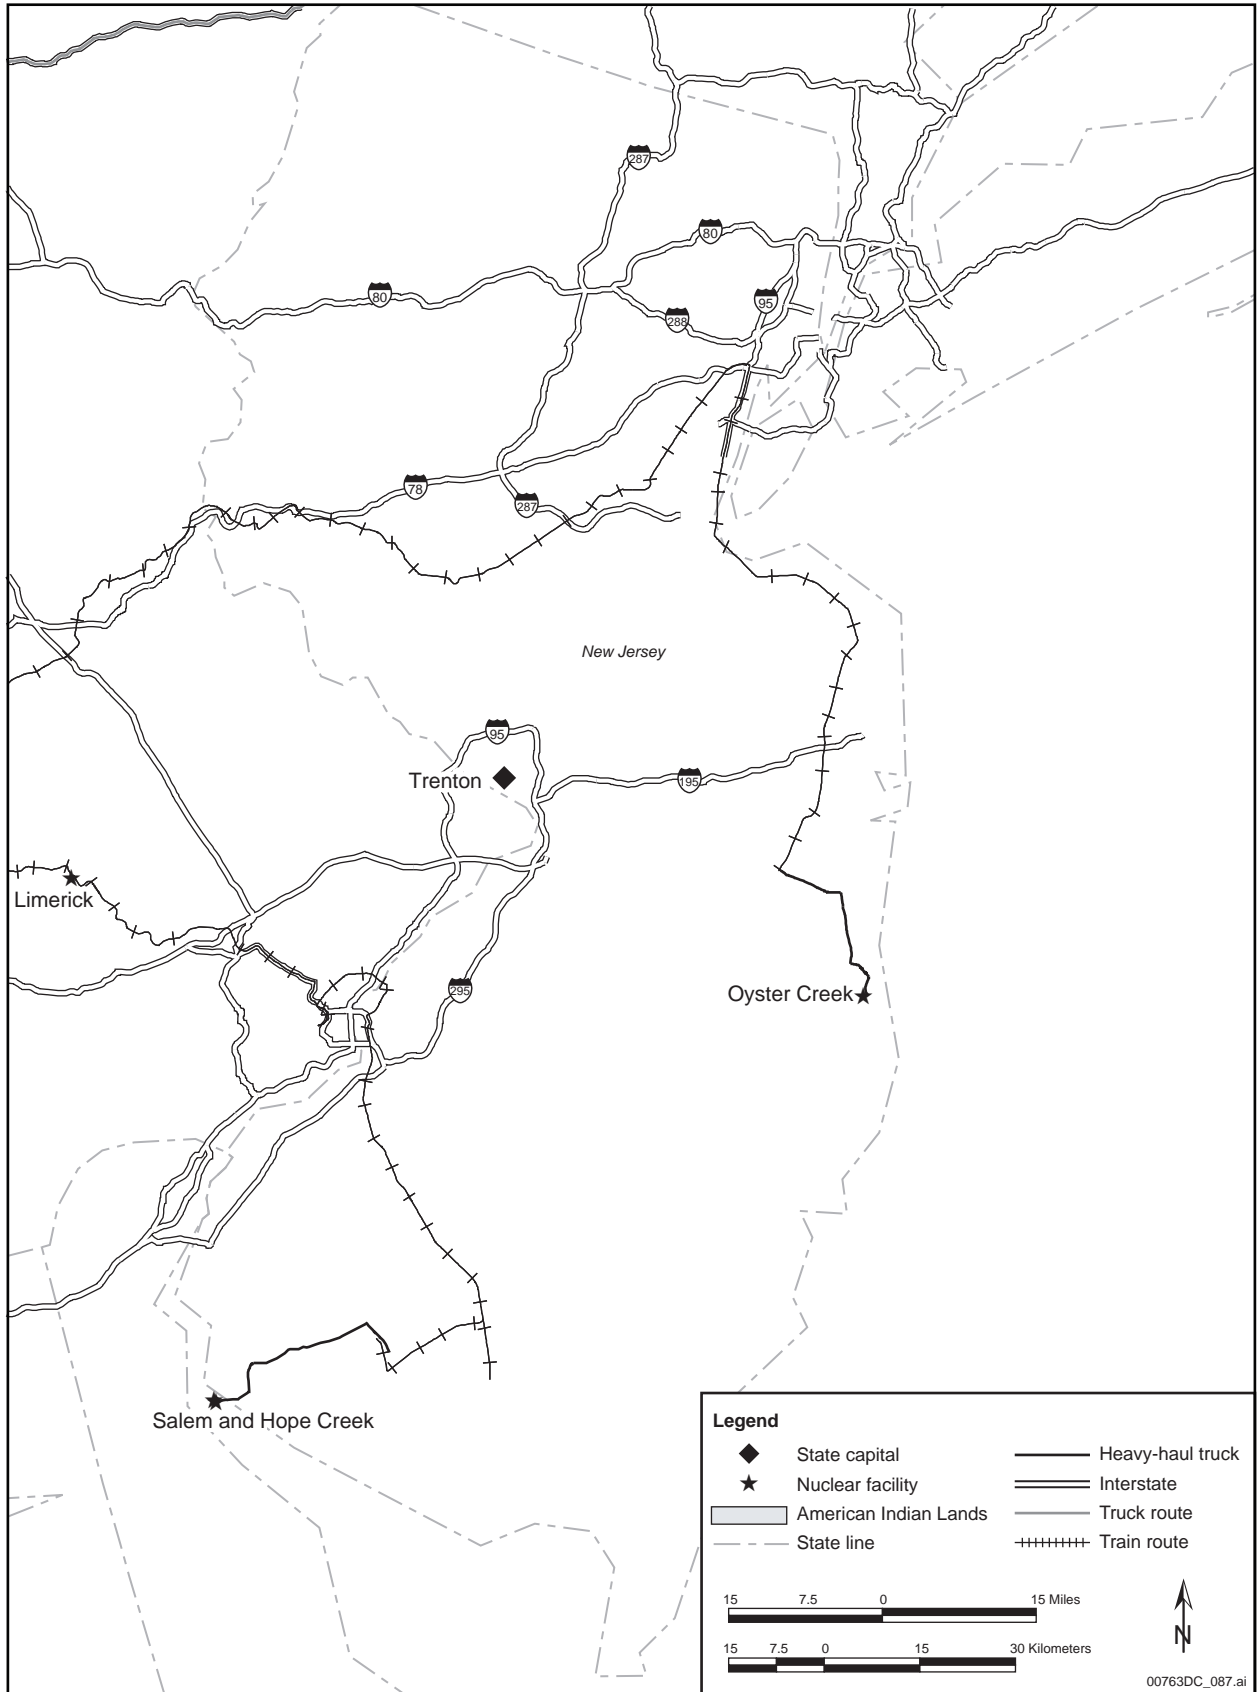 287
80
80
95
288
78
287
New Jersey
95
Trenton
195
Limerick
Oyster Creek
295
Salem and Hope Creek
Legend
State capital
Heavy-haul truck
Nuclear facility
Interstate
American Indian Lands
Truck route
State line
Train route
15 7.5 0 15 Miles
15 7.5 0 15 30 Kilometers
N
00763DC_087.ai